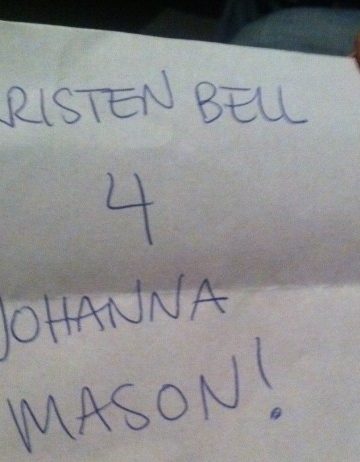 RISTEN BELL
4
JOHANNA
MASON!